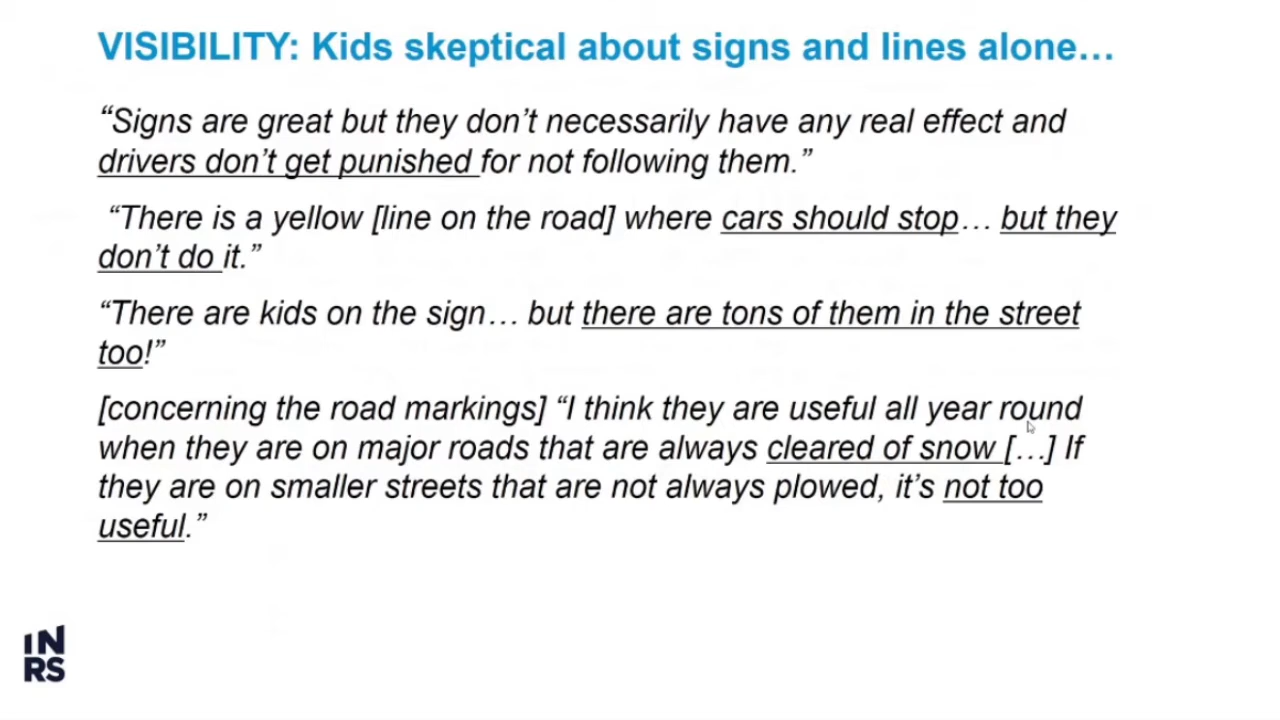 VISIBILITY: Kids skeptical about signs and lines alone…
“Signs are great but they don’t necessarily have any real effect and
drivers don’t get punished for not following them.”
“There is a yellow [line on the road] where cars should stop… but they
don’t do it.”
“There are kids on the sign… but there are tons of them in the street
too!”
[concerning the road markings] “I think they are useful all year round
when they are on major roads that are always cleared of snow […] If
they are on smaller streets that are not always plowed, it’s not too
useful.”
IN
RS